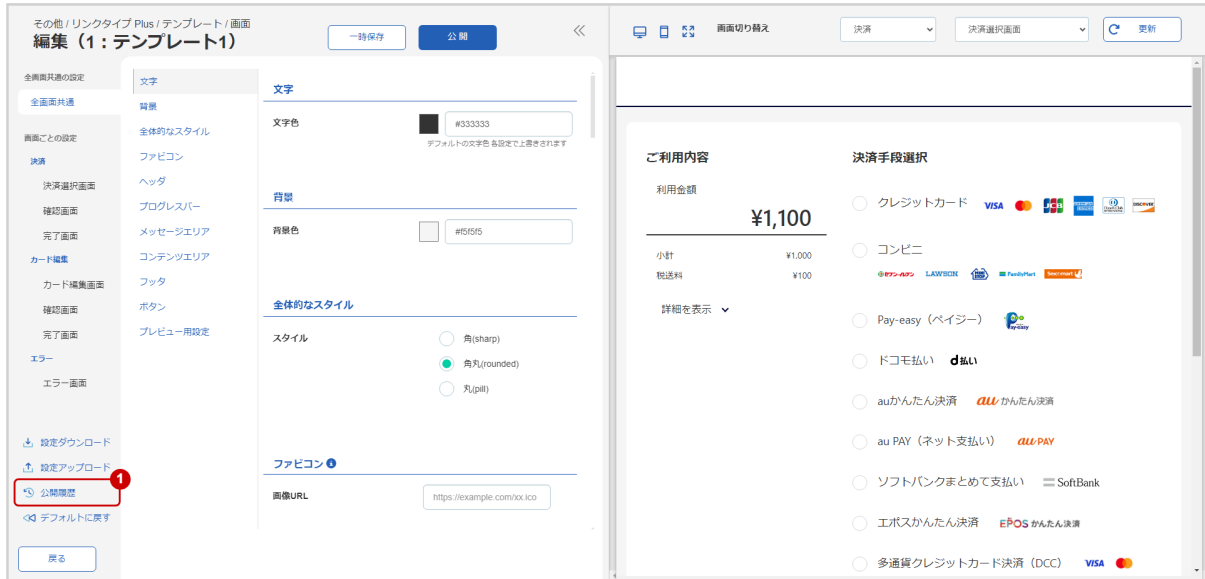 その他 / リンクタイプ Plus / テンプレート / 画面
編集（1：テンプレート1）
一時保存
公開
全画面共通の設定
全画面共通
画面ごとの設定
決済
決済選択画面
確認画面
完了画面
カード編集
カード編集画面
確認画面
完了画面
エラー
エラー画面
設定ダウンロード
設定アップロード
1
公開履歴
デフォルトに戻す
戻る
文字
背景
全体的なスタイル
ファビコン
ヘッダ
プログレスバー
メッセージエリア
コンテンツエリア
フッタ
ボタン
プレビュー用設定
文字
文字色
#333333
デフォルトの文字色 各設定で上書きされます
背景
背景色
#f5f5f5
全体的なスタイル
スタイル
角(sharp)
角丸(rounded)
丸(pill)
ファビコン
画像URL
https://example.com/xx.ico
画面切り替え
決済
決済選択画面
更新
ご利用内容
利用金額
¥1,100
小計 ¥1,000
税送料 ¥100
詳細を表示
決済手段選択
クレジットカード VISA JCB DISCOVER
コンビニ
セブン-イレブン LAWSON FamilyMart Seicomart
Pay-easy（ペイジー） Pay-easy
ドコモ払い d払い
auかんたん決済 au かんたん決済
au PAY（ネット支払い） au PAY
ソフトバンクまとめて支払い SoftBank
エポスかんたん決済 EPOS かんたん決済
多通貨クレジットカード決済（DCC） VISA